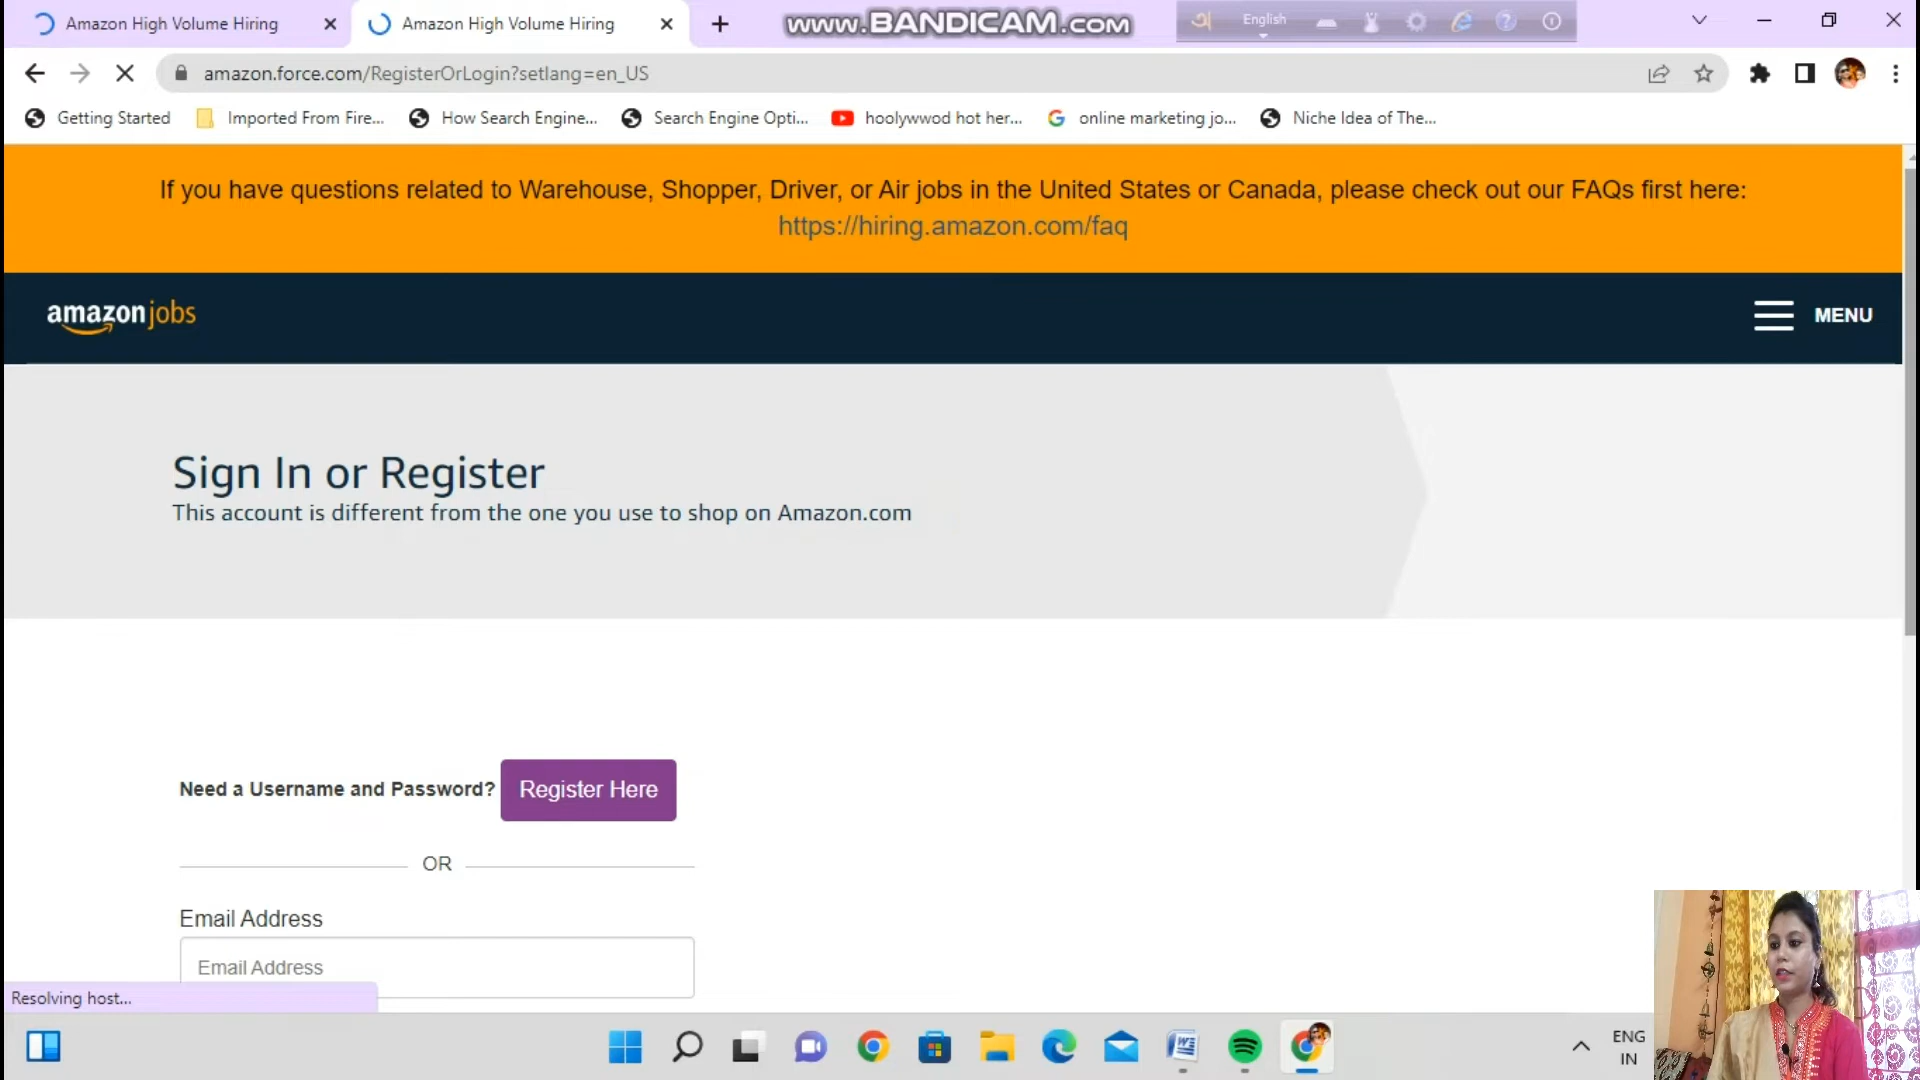 Amazon High Volume Hiring
Amazon High Volume Hiring
www.BANDICAM.com
English
amazon.force.com/RegisterOrLogin?setlang=en_US
Getting Started
Imported From Fire...
How Search Engine...
Search Engine Opti...
hoolywwod hot her...
online marketing jo...
Niche Idea of The...
If you have questions related to Warehouse, Shopper, Driver, or Air jobs in the United States or Canada, please check out our FAQs first here:
https://hiring.amazon.com/faq
amazon jobs
MENU
Sign In or Register
This account is different from the one you use to shop on Amazon.com
Need a Username and Password? Register Here
OR
Email Address
Email Address
Resolving host...
ENG
IN